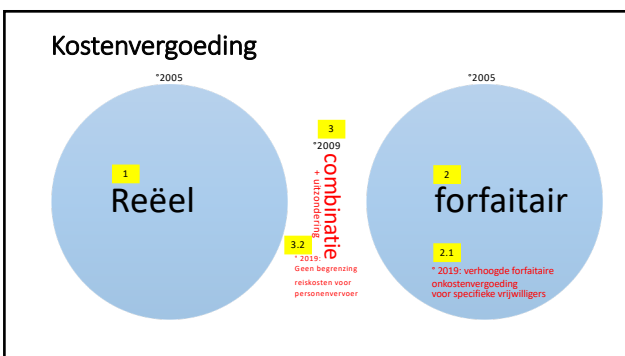 Kostenvergoeding
°2005
1
Reëel
3
°2009
combinatie
+ uitzondering
3.2
° 2019:
Geen begrenzing
reiskosten voor
personenvervoer
°2005
2
forfaitair
2.1
° 2019: verhoogde forfaitaire
onkostenvergoeding
voor specifieke vrijwilligers